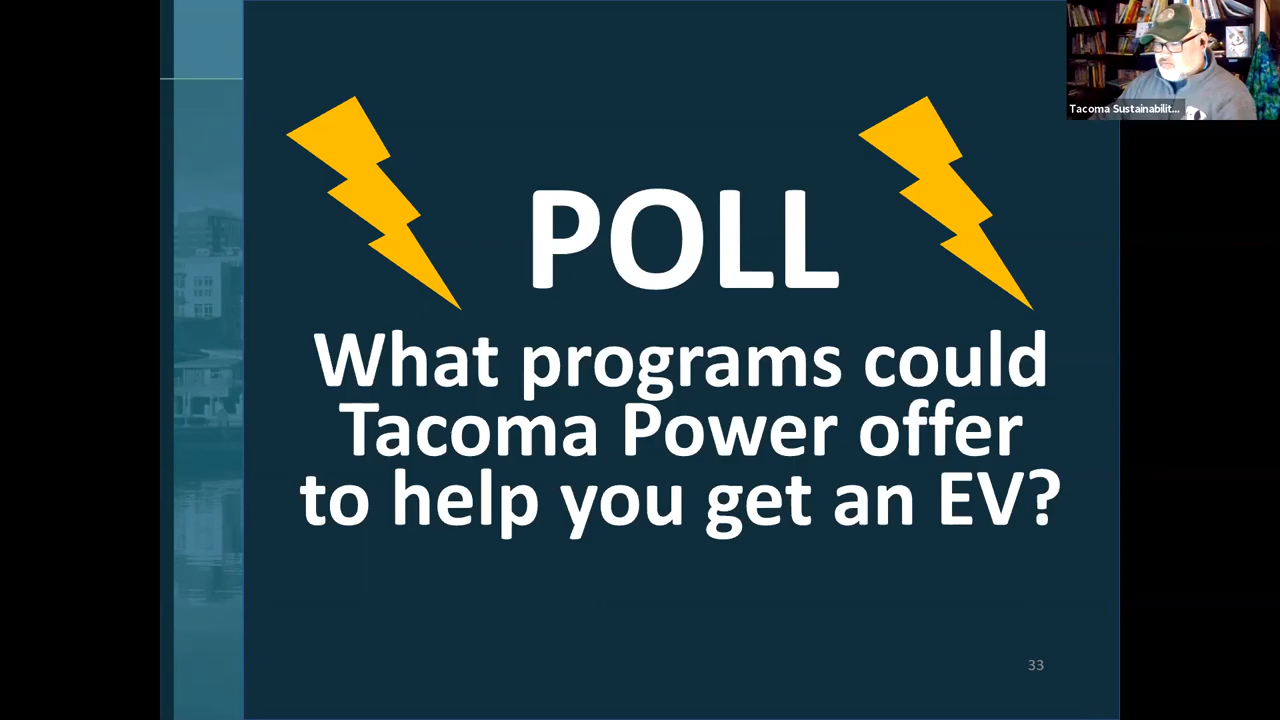 Tacoma Sustainabilit...
POLL
What programs could
Tacoma Power offer
to help you get an EV?
33